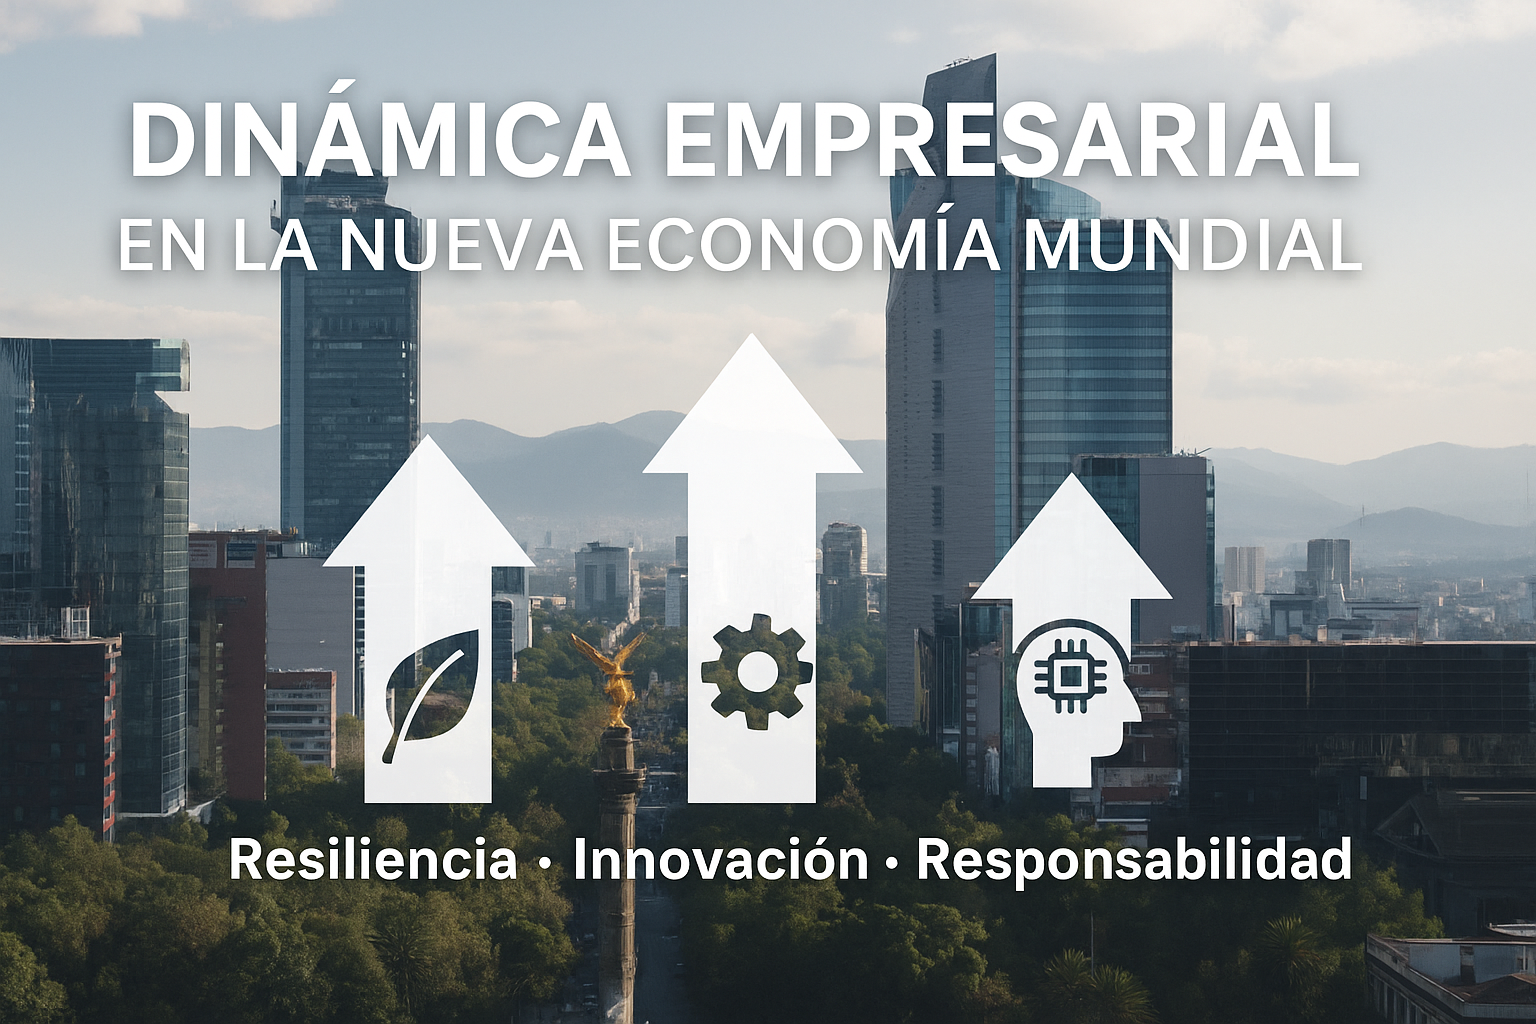 DINÁMICA EMPRESARIAL
EN LA NUEVA ECONOMÍA MUNDIAL
Resiliencia · Innovación · Responsabilidad